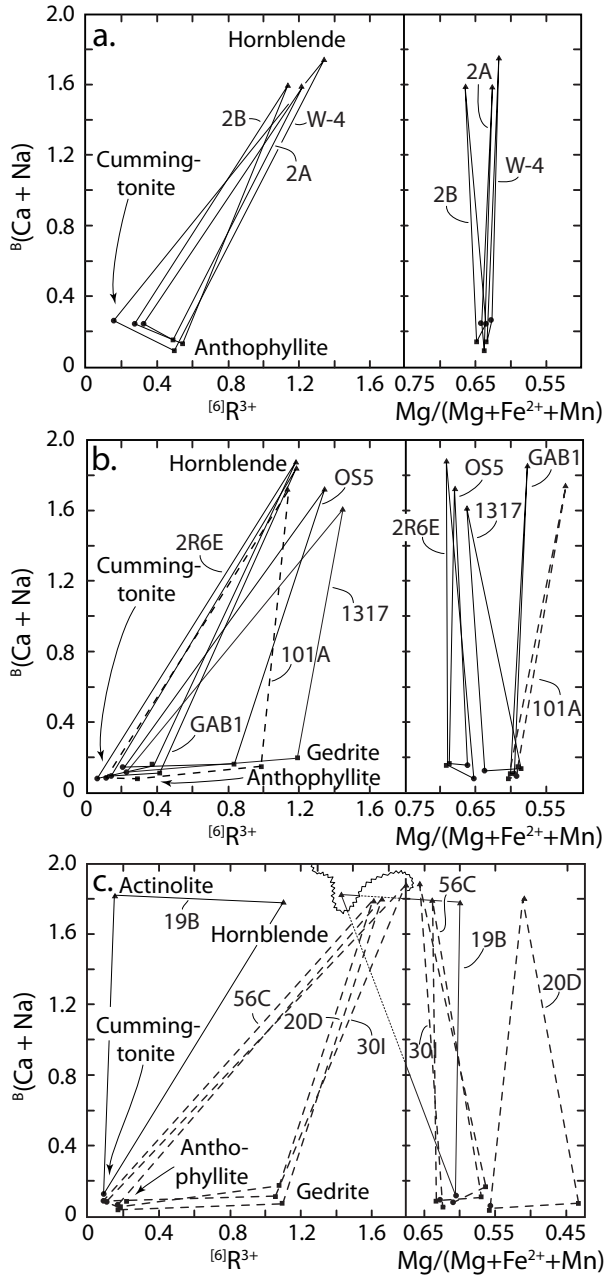 a.
Hornblende
2B
W-4
2A
Cumming-
tonite
Anthophyllite
2A
2B
W-4
B(Ca + Na)
2.0
1.6
1.2
0.8
0.4
0
0 0.4 0.8 1.2 1.6
[6]R3+
0.75 0.65 0.55
Mg/(Mg+Fe2++Mn)
b.
Hornblende
OS5
2R6E
Cumming-
tonite
1317
101A
GAB1
Gedrite
Anthophyllite
GAB1
OS5
1317
2R6E
101A
B(Ca + Na)
2.0
1.6
1.2
0.8
0.4
0
0 0.4 0.8 1.2 1.6
[6]R3+
0.75 0.65 0.55
Mg/(Mg+Fe2++Mn)
c.
Actinolite
19B
Hornblende
56C
Cumming-
tonite
20D
30I
Antho-
phyllite
Gedrite
56C
19B
20D
30I
B(Ca + Na)
2.0
1.6
1.2
0.8
0.4
0
0 0.4 0.8 1.2 1.6
[6]R3+
0.65 0.55 0.45
Mg/(Mg+Fe2++Mn)